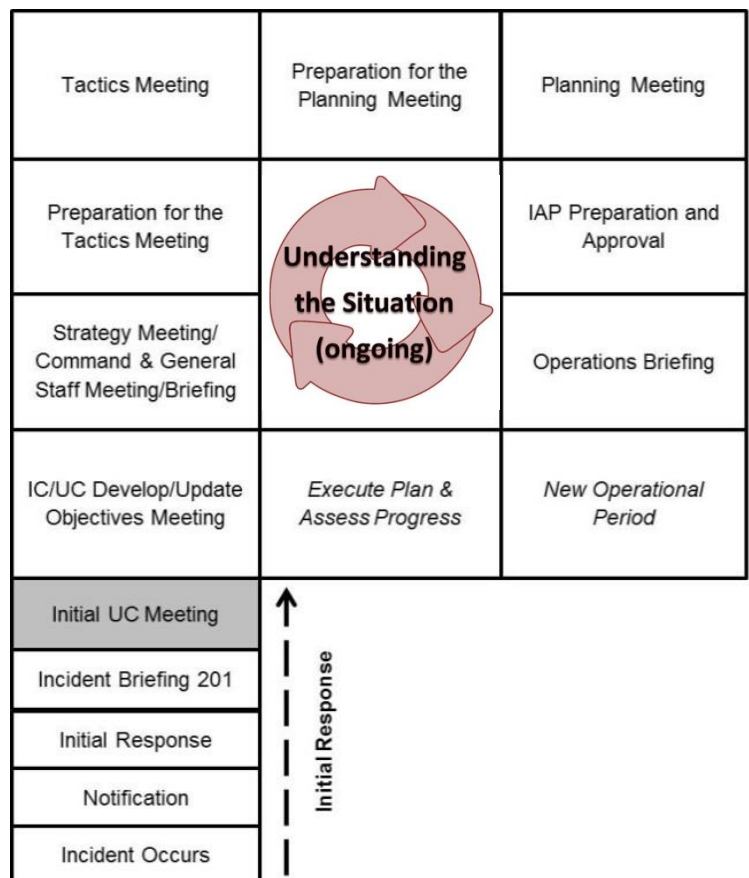 Tactics Meeting
Preparation for the
Planning Meeting
Planning Meeting
Preparation for the
Tactics Meeting
Understanding
the Situation
(ongoing)
IAP Preparation and
Approval
Strategy Meeting/
Command & General
Staff Meeting/Briefing
Operations Briefing
IC/UC Develop/Update
Objectives Meeting
Execute Plan &
Assess Progress
New Operational
Period
Initial UC Meeting
Incident Briefing 201
Initial Response
Notification
Incident Occurs
Initial Response